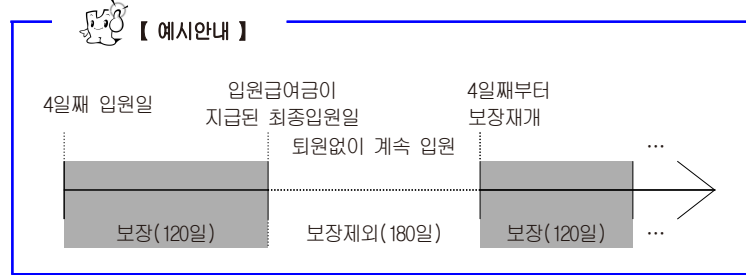 【 예시안내 】
4일째 입원일
입원급여금이
지급된 최종입원일
4일째부터
보장재개
퇴원없이 계속 입원
…
보장(120일)
보장제외(180일)
보장(120일)
…